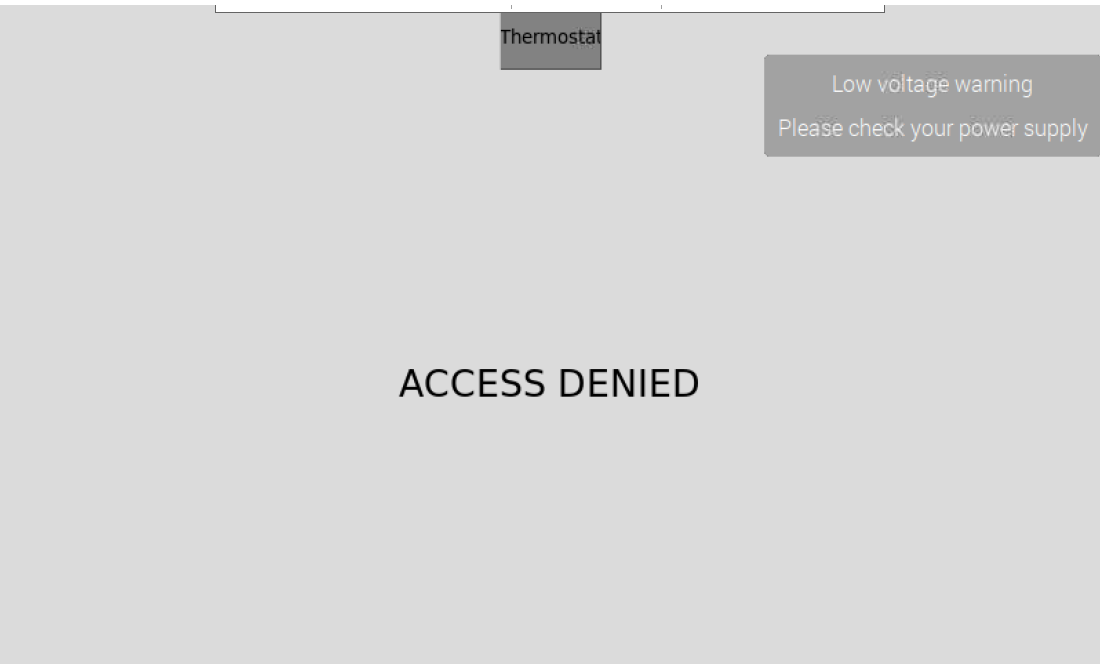 Thermostat
Low voltage warning
Please check your power supply
ACCESS DENIED